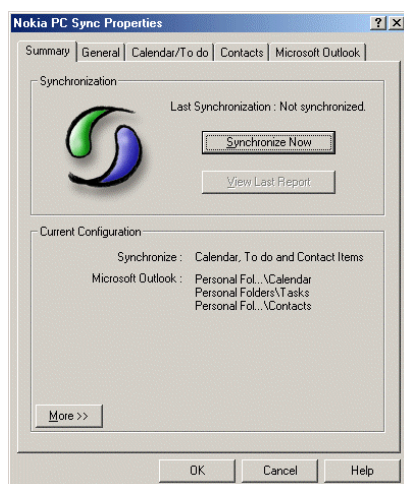 Nokia PC Sync Properties
Summary General Calendar/To do Contacts Microsoft Outlook
Synchronization
Last Synchronization : Not synchronized.
Synchronize Now
View Last Report
Current Configuration
Synchronize : Calendar, To do and Contact Items
Microsoft Outlook : Personal Fol...\Calendar
Personal Folders\Tasks
Personal Fol...\Contacts
More >>
OK Cancel Help